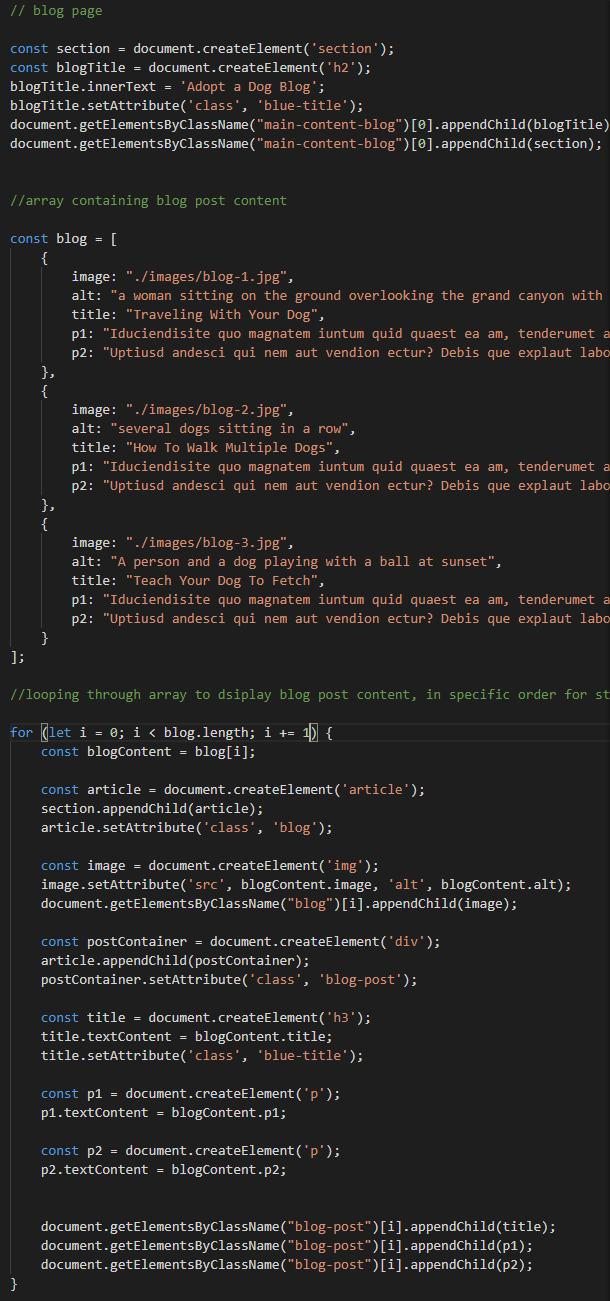 // blog page
const section = document.createElement('section');
const blogTitle = document.createElement('h2');
blogTitle.innerText = 'Adopt a Dog Blog';
blogTitle.setAttribute('class', 'blue-title');
document.getElementsByClassName("main-content-blog")[0].appendChild(blogTitle)
document.getElementsByClassName("main-content-blog")[0].appendChild(section);
//array containing blog post content
const blog = [
{
image: "./images/blog-1.jpg",
alt: "a woman sitting on the ground overlooking the grand canyon with
title: "Traveling With Your Dog",
p1: "Iduciendisite quo magnatem iuntum quid quaest ea am, tenderumet a
p2: "Uptiusd andesci qui nem aut vendion ectur? Debis que explaut labo
},
{
image: "./images/blog-2.jpg",
alt: "several dogs sitting in a row",
title: "How To Walk Multiple Dogs",
p1: "Iduciendisite quo magnatem iuntum quid quaest ea am, tenderumet a
p2: "Uptiusd andesci qui nem aut vendion ectur? Debis que explaut labo
},
{
image: "./images/blog-3.jpg",
alt: "A person and a dog playing with a ball at sunset",
title: "Teach Your Dog To Fetch",
p1: "Iduciendisite quo magnatem iuntum quid quaest ea am, tenderumet a
p2: "Uptiusd andesci qui nem aut vendion ectur? Debis que explaut labo
}
];
//looping through array to dsiplay blog post content, in specific order for st
for (let i = 0; i < blog.length; i += 1) {
const blogContent = blog[i];
const article = document.createElement('article');
section.appendChild(article);
article.setAttribute('class', 'blog');
const image = document.createElement('img');
image.setAttribute('src', blogContent.image, 'alt', blogContent.alt);
document.getElementsByClassName("blog")[i].appendChild(image);
const postContainer = document.createElement('div');
article.appendChild(postContainer);
postContainer.setAttribute('class', 'blog-post');
const title = document.createElement('h3');
title.textContent = blogContent.title;
title.setAttribute('class', 'blue-title');
const p1 = document.createElement('p');
p1.textContent = blogContent.p1;
const p2 = document.createElement('p');
p2.textContent = blogContent.p2;
document.getElementsByClassName("blog-post")[i].appendChild(title);
document.getElementsByClassName("blog-post")[i].appendChild(p1);
document.getElementsByClassName("blog-post")[i].appendChild(p2);
}